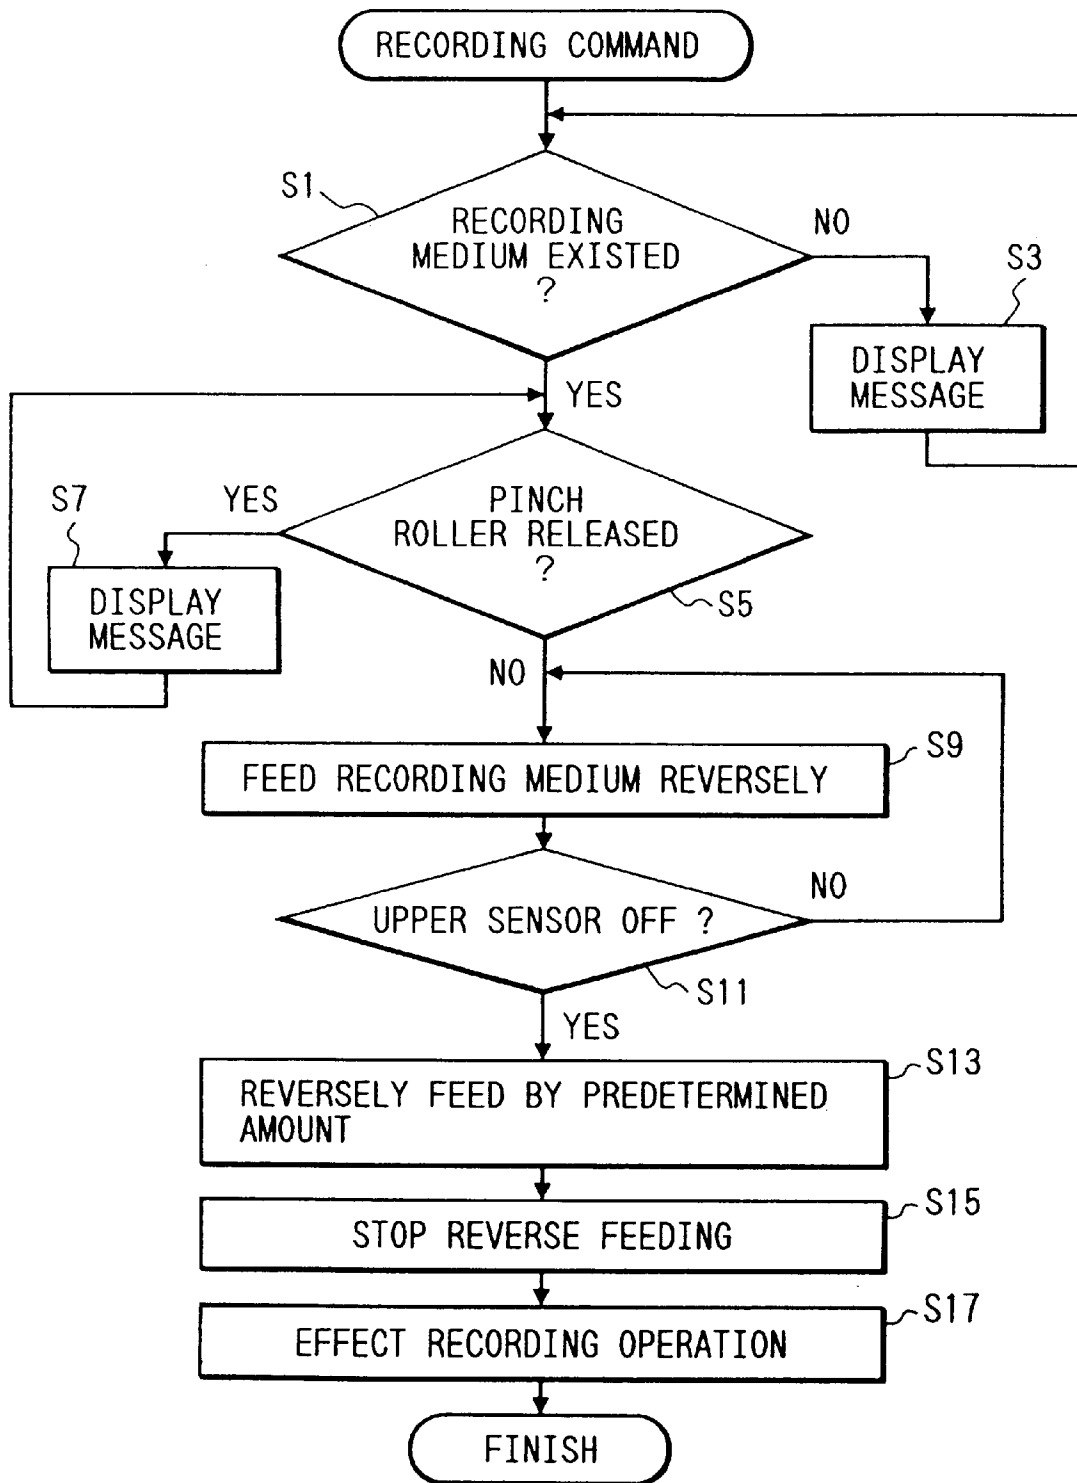 RECORDING COMMAND
S1
RECORDING
MEDIUM EXISTED
?
NO
S3
DISPLAY
MESSAGE
YES
S7
YES
PINCH
ROLLER RELEASED
?
S5
DISPLAY
MESSAGE
NO
S9
FEED RECORDING MEDIUM REVERSELY
NO
UPPER SENSOR OFF ?
S11
YES
S13
REVERSELY FEED BY PREDETERMINED
AMOUNT
S15
STOP REVERSE FEEDING
S17
EFFECT RECORDING OPERATION
FINISH